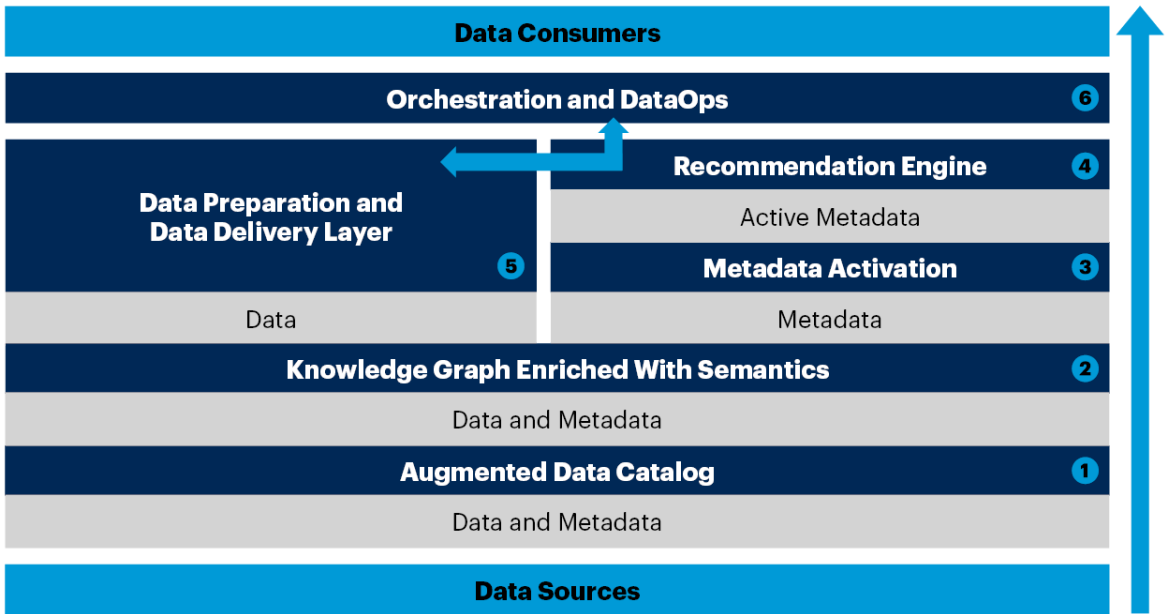 Data Consumers
Orchestration and DataOps 6
Data Preparation and
Data Delivery Layer
5
Data
Recommendation Engine 4
Active Metadata
Metadata Activation 3
Metadata
Knowledge Graph Enriched With Semantics 2
Data and Metadata
Augmented Data Catalog 1
Data and Metadata
Data Sources